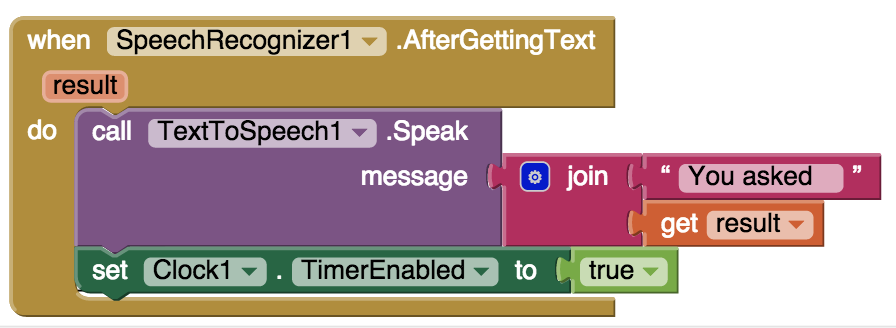 when SpeechRecognizer1 .AfterGettingText
result
do call TextToSpeech1 .Speak
message join “ You asked ”
get result
set Clock1 . TimerEnabled to true